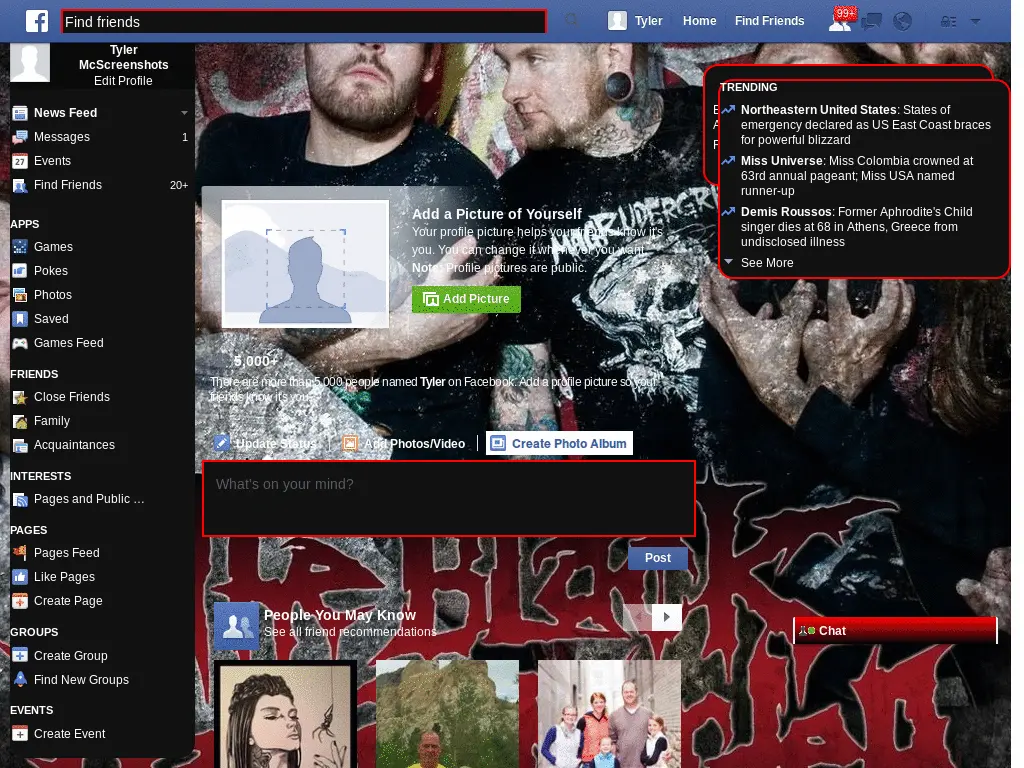 Find friends
Tyler
Home
Find Friends
99+
Tyler
McScreenshots
Edit Profile
News Feed
Messages
1
Events
Find Friends
20+
APPS
Games
Pokes
Photos
Saved
Games Feed
FRIENDS
Close Friends
Family
Acquaintances
INTERESTS
Pages and Public ...
PAGES
Pages Feed
Like Pages
Create Page
GROUPS
Create Group
Find New Groups
EVENTS
Create Event
Add a Picture of Yourself
Your profile picture helps your friends know it's
you. You can change it whenever you want.
Note: Profile pictures are public.
Add Picture
5,000+
There are more than 5,000 people named Tyler on Facebook. Add a profile picture so your
friends know it's you.
Update Status
Add Photos/Video
Create Photo Album
What's on your mind?
Post
People You May Know
See all friend recommendations
TRENDING
Northeastern United States: States of
emergency declared as US East Coast braces
for powerful blizzard
Miss Universe: Miss Colombia crowned at
63rd annual pageant; Miss USA named
runner-up
Demis Roussos: Former Aphrodite's Child
singer dies at 68 in Athens, Greece from
undisclosed illness
See More
Chat